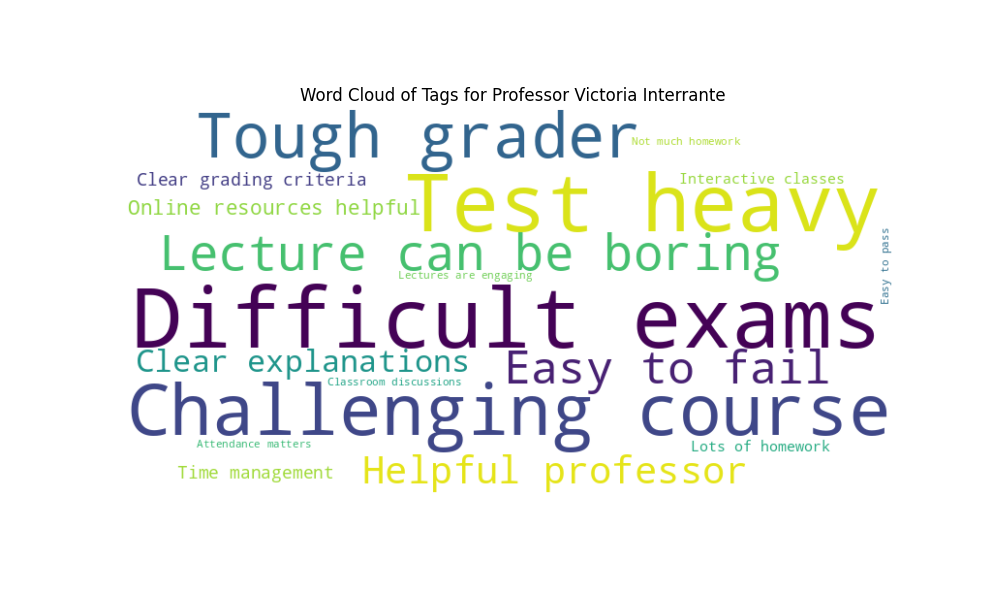 Word Cloud of Tags for Professor Victoria Interrante
Tough grader
Not much homework
Clear grading criteria
Test heavy
Interactive classes
Online resources helpful
Lecture can be boring
Easy to pass
Lectures are engaging
Difficult exams
Clear explanations
Easy to fail
Classroom discussions
Challenging course
Attendance matters
Lots of homework
Time management
Helpful professor